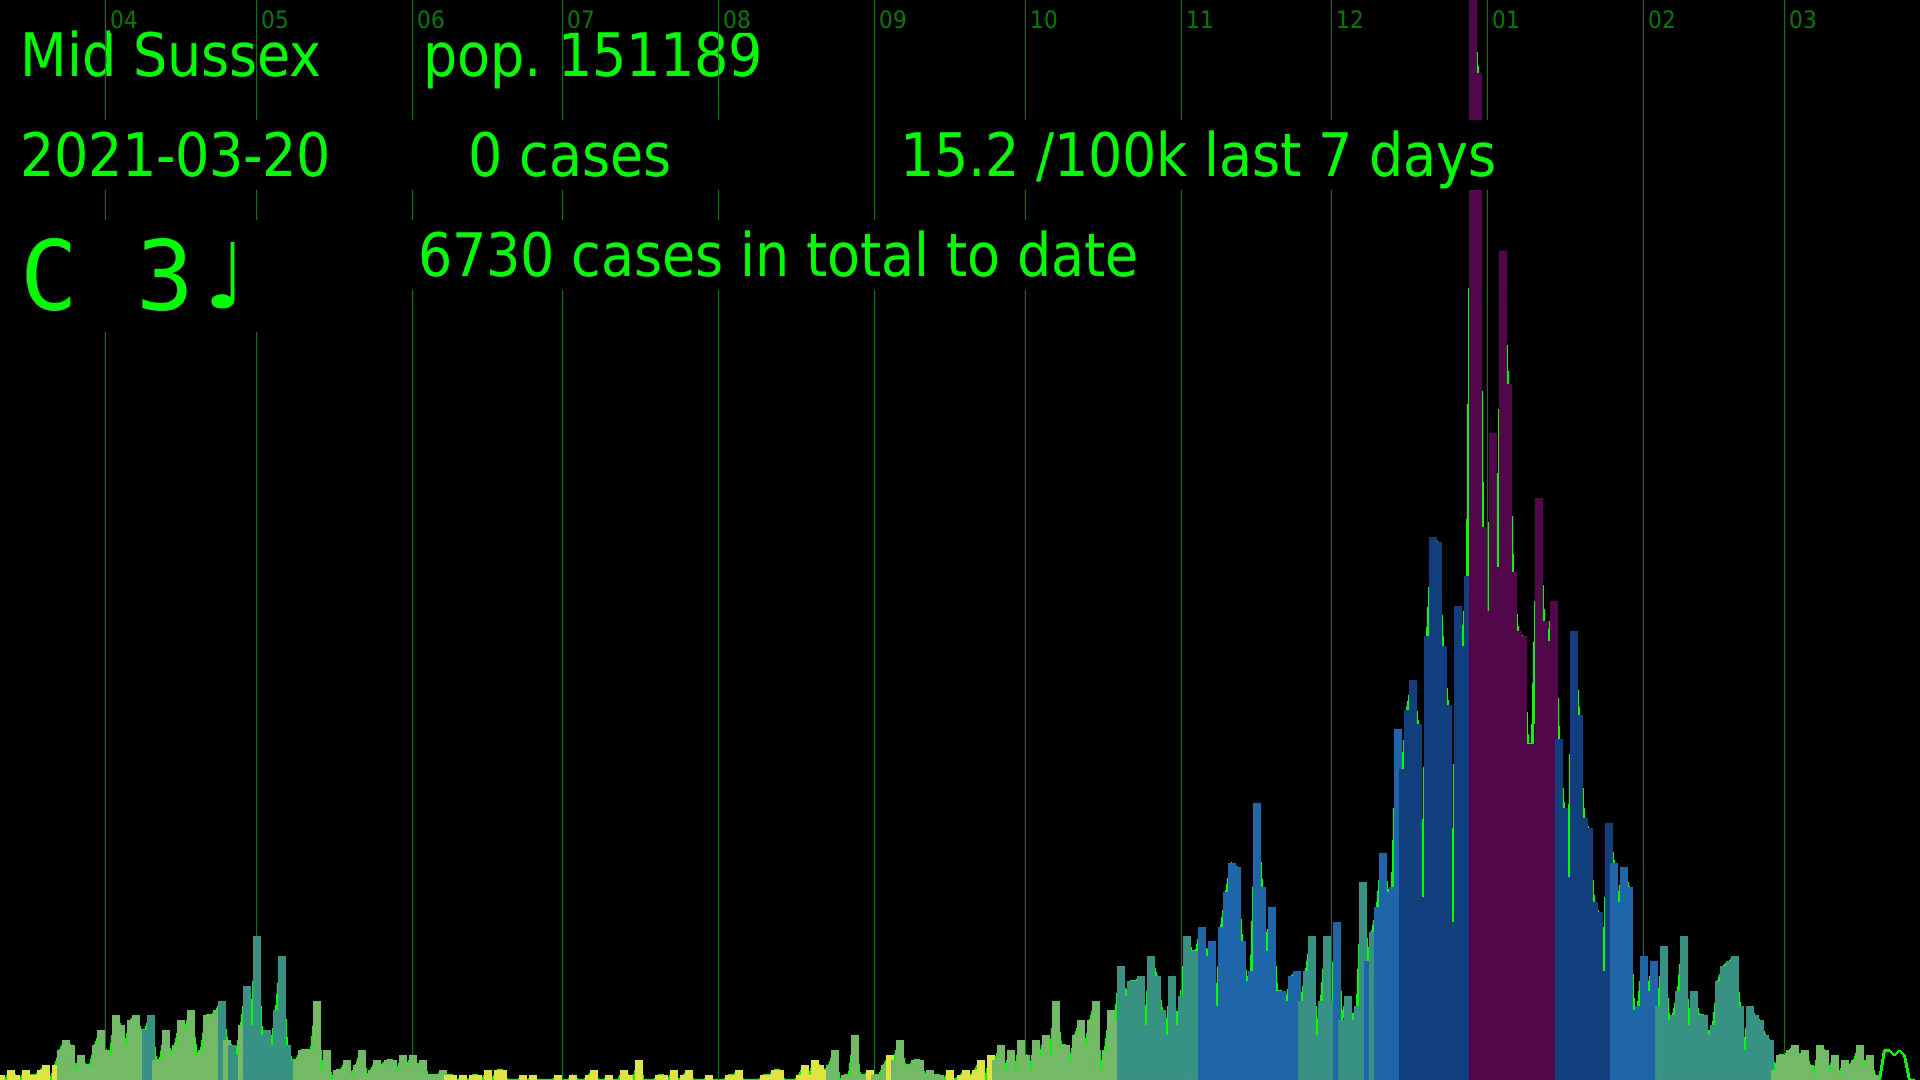 04 05 06 07 08 09 10 11 12 01 02 03
Mid Sussex pop. 151189
2021-03-20 0 cases 15.2 /100k last 7 days
C 3♩ 6730 cases in total to date